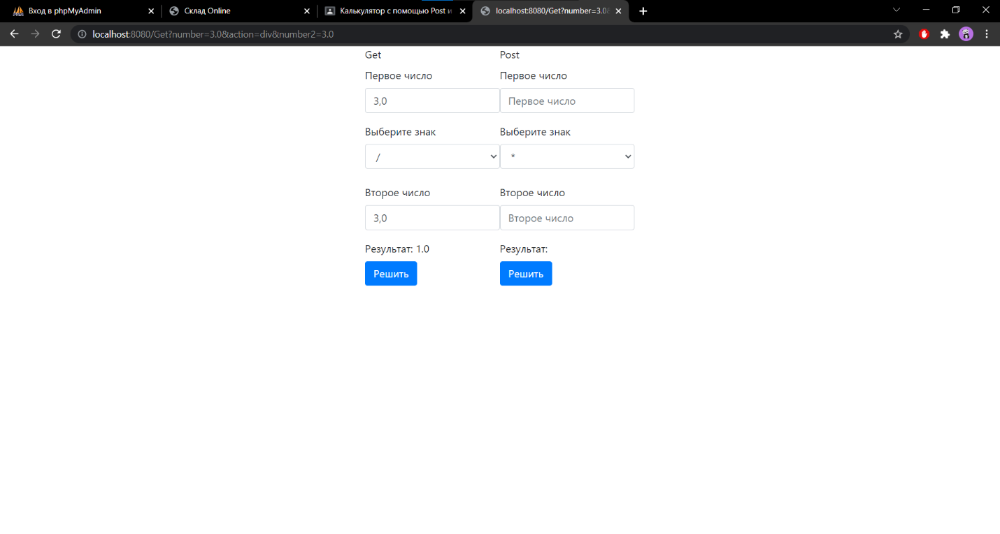 Вход в phpMyAdmin
Склад Online
Калькулятор с помощью Post и
localhost:8080/Get?number=3.0&
localhost:8080/Get?number=3.0&action=div&number2=3.0
Get Post
Первое число Первое число
3,0 Первое число
Выберите знак Выберите знак
/ *
Второе число Второе число
3,0 Второе число
Результат: 1.0 Результат:
Решить Решить